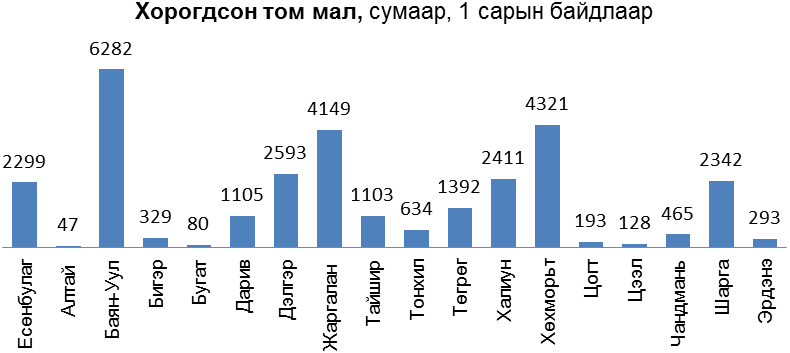 Хорогдсон том мал, сумаар, 1 сарын байдлаар
2299
47
6282
329
80
1105
2593
4149
1103
634
1392
2411
4321
193
128
465
2342
293
Есөнбулаг
Алтай
Баян-Уул
Бигэр
Бугат
Дарив
Дэлгэр
Жаргалан
Тайшир
Тонхил
Төгрөг
Халиун
Хөхморьт
Цогт
Цээл
Чандмань
Шарга
Эрдэнэ